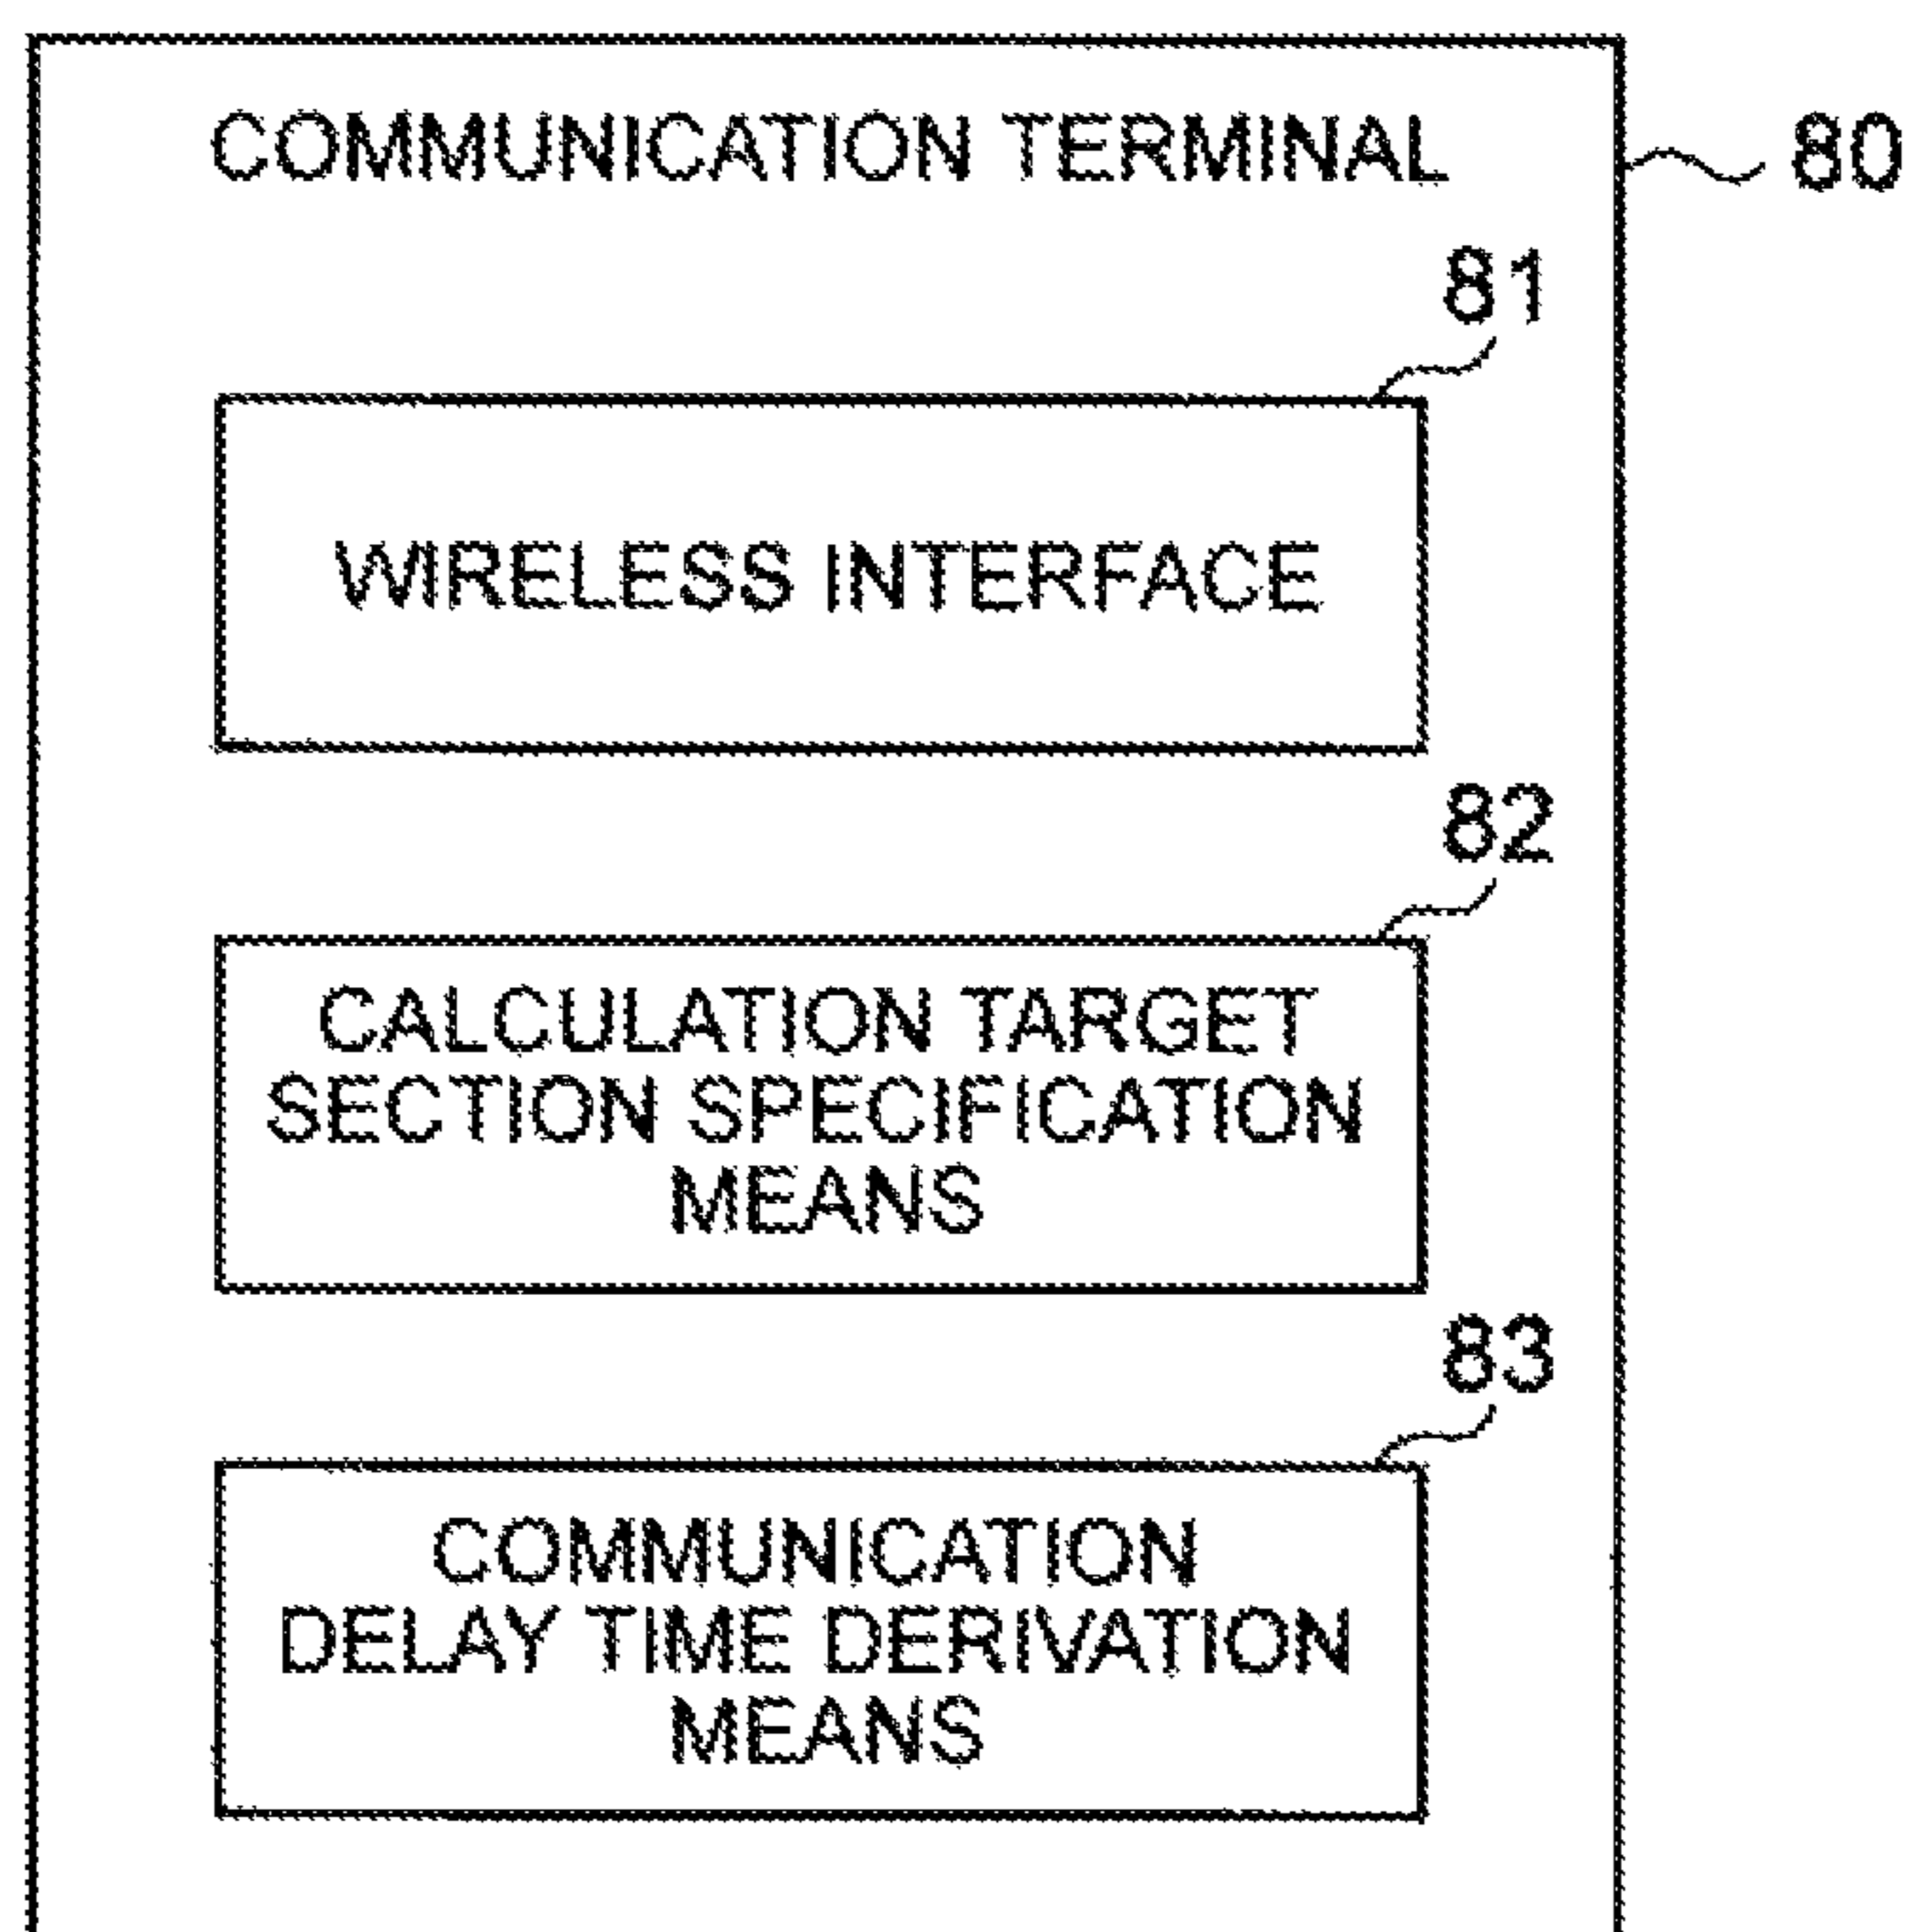 COMMUNICATION TERMINAL
80
81
WIRELESS INTERFACE
82
CALCULATION TARGET
SECTION SPECIFICATION
MEANS
83
COMMUNICATION
DELAY TIME DERIVATION
MEANS